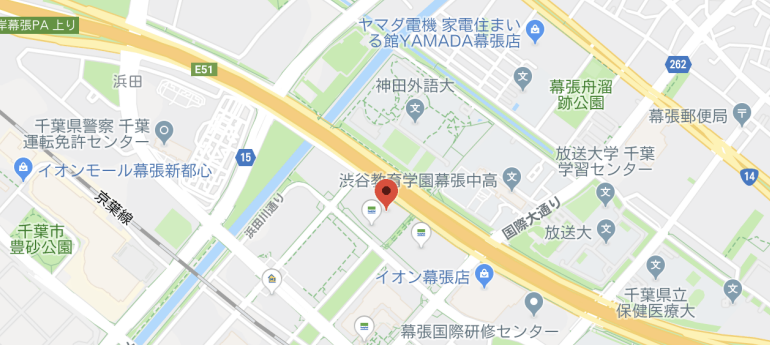 岸幕張PA 上り
ヤマダ電機 家電住まい
る館YAMADA幕張店
E51
262
浜田
神田外語大
文
幕張舟溜
跡公園
幕張郵便局
千葉県警察 千葉
運転免許センター
15
放送大学 千葉
学習センター
イオンモール幕張新都心
渋谷教育学園幕張中高
文
14
京葉線
浜田川通り
国際大通り
放送大
文
千葉市
豊砂公園
イオン幕張店
文
千葉県立
保健医療大
文
幕張国際研修センター